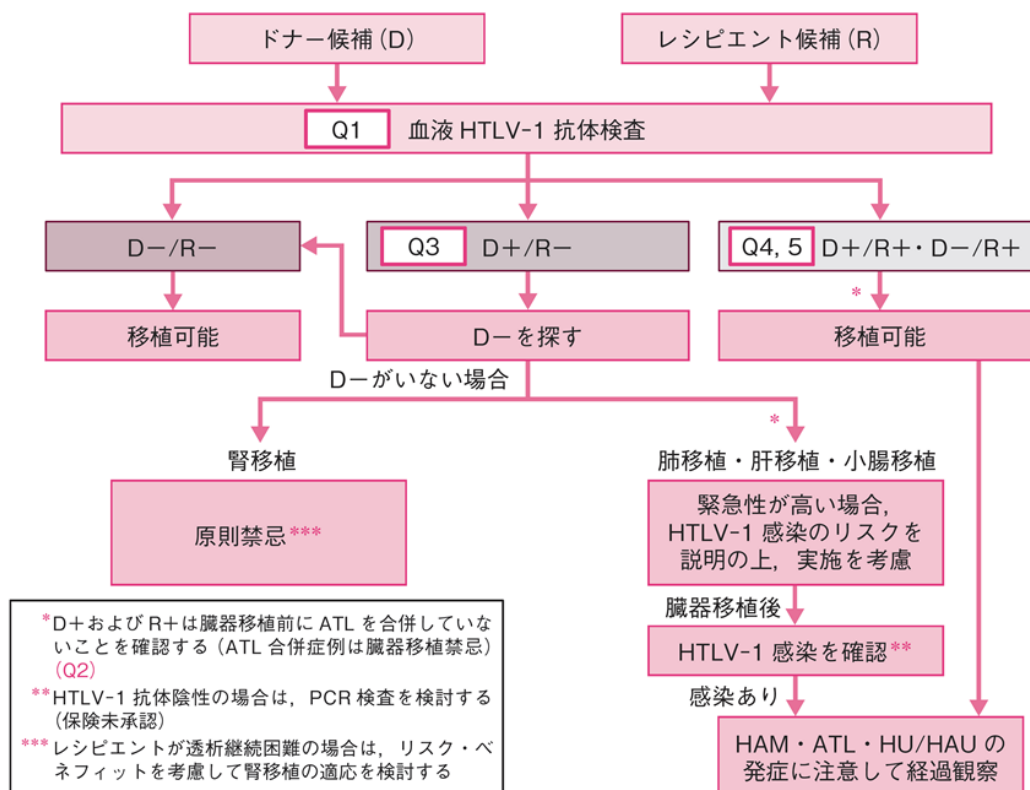 ドナー候補(D)
レシピエント候補(R)
Q1 血液 HTLV-1 抗体検査
D−/R−
Q3 D+/R−
Q4, 5 D+/R+・D−/R+
*
移植可能
D−を探す
移植可能
D−がいない場合
*
腎移植
肺移植・肝移植・小腸移植
原則禁忌***
緊急性が高い場合,
HTLV-1 感染のリスクを
説明の上,実施を考慮
臓器移植後
HTLV-1 感染を確認**
感染あり
HAM・ATL・HU/HAU の
発症に注意して経過観察
*D+および R+は臓器移植前に ATL を合併していな
いことを確認する(ATL 合併症例は臓器移植禁忌)
(Q2)
**HTLV-1 抗体陰性の場合は,PCR 検査を検討する
(保険未承認)
***レシピエントが透析継続困難の場合は,リスク・ベ
ネフィットを考慮して腎移植の適応を検討する